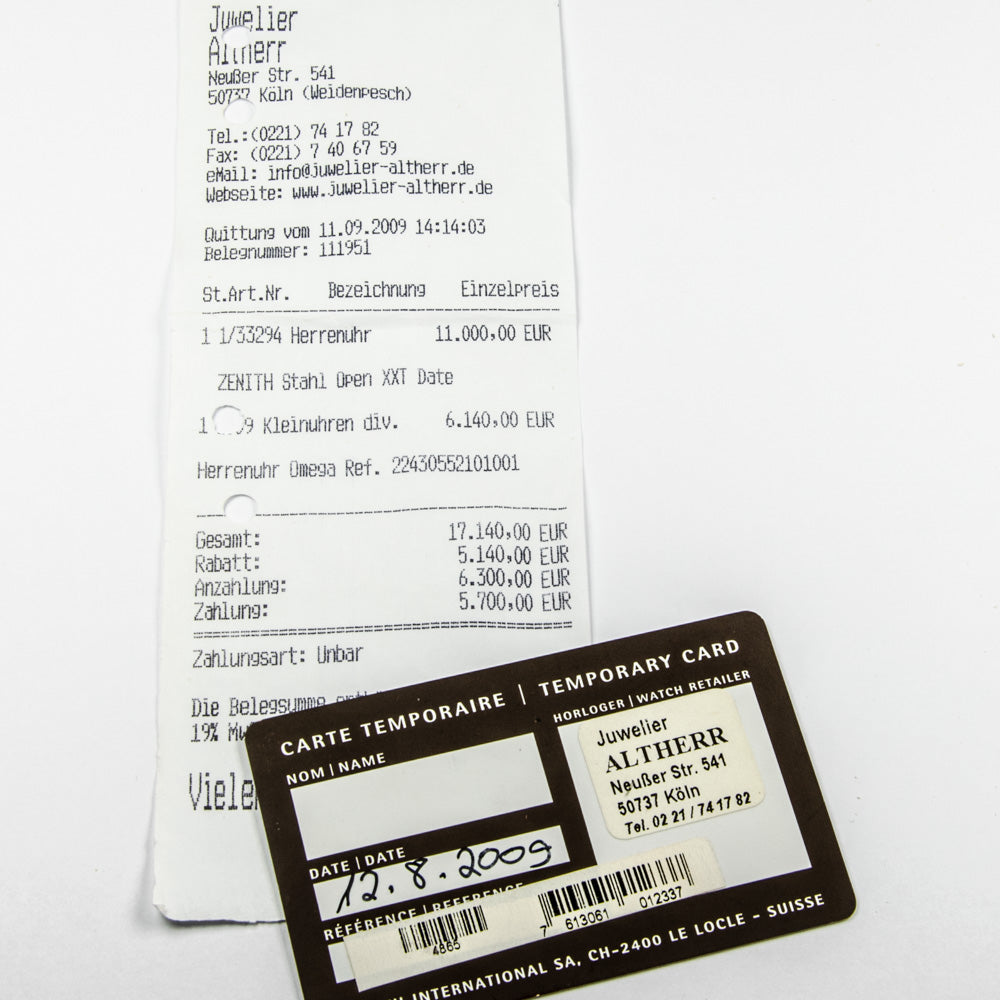 Juwelier
Altherr
Neußer Str. 541
50737 Köln (Weidenpesch)
Tel.:(0221) 74 17 82
Fax: (0221) 7 40 67 59
eMail: info@juwelier-altherr.de
Webseite: www.juwelier-altherr.de
Quittung vom 11.09.2009 14:14:03
Belegnummer: 111951
St.Art.Nr. Bezeichnung Einzelpreis
1 1/33294 Herrenuhr 11.000,00 EUR
ZENITH Stahl Open XXT Date
1 Kleinuhren div. 6.140,00 EUR
Herrenuhr Omega Ref. 22430552101001
Gesamt: 17.140,00 EUR
Rabatt: 5.140,00 EUR
Anzahlung: 6.300,00 EUR
Zahlung: 5.700,00 EUR
Zahlungsart: Unbar
Die Belegsumme
19%
CARTE TEMPORAIRE | TEMPORARY CARD
NOM | NAME
HORLOGER | WATCH RETAILER
Juwelier
ALTHERR
Neußer Str. 541
50737 Köln
Tel. 02 21 / 74 17 82
DATE | DATE
12.8.2009
RÉFÉRENCE | REFERENCE
4865
7 613061 012337
INTERNATIONAL SA, CH-2400 LE LOCLE - SUISSE